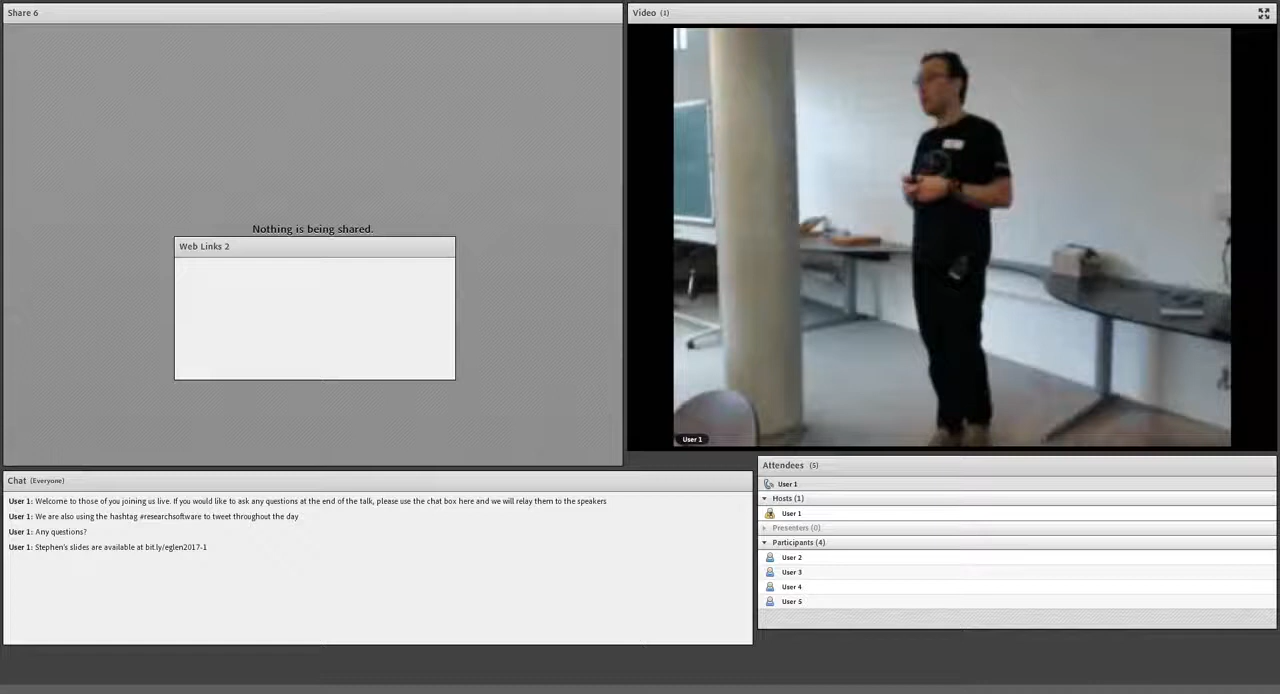 Share 6
Video (1)
Nothing is being shared.
Web Links 2
User 1
Chat (Everyone)
User 1: Welcome to those of you joining us live. If you would like to ask any questions at the end of the talk, please use the chat box here and we will relay them to the speakers
User 1: We are also using the hashtag #researchsoftware to tweet throughout the day
User 1: Any questions?
User 1: Stephen's slides are available at bit.ly/eglen2017-1
Attendees (5)
User 1
Hosts (1)
User 1
Presenters (0)
Participants (4)
User 2
User 3
User 4
User 5